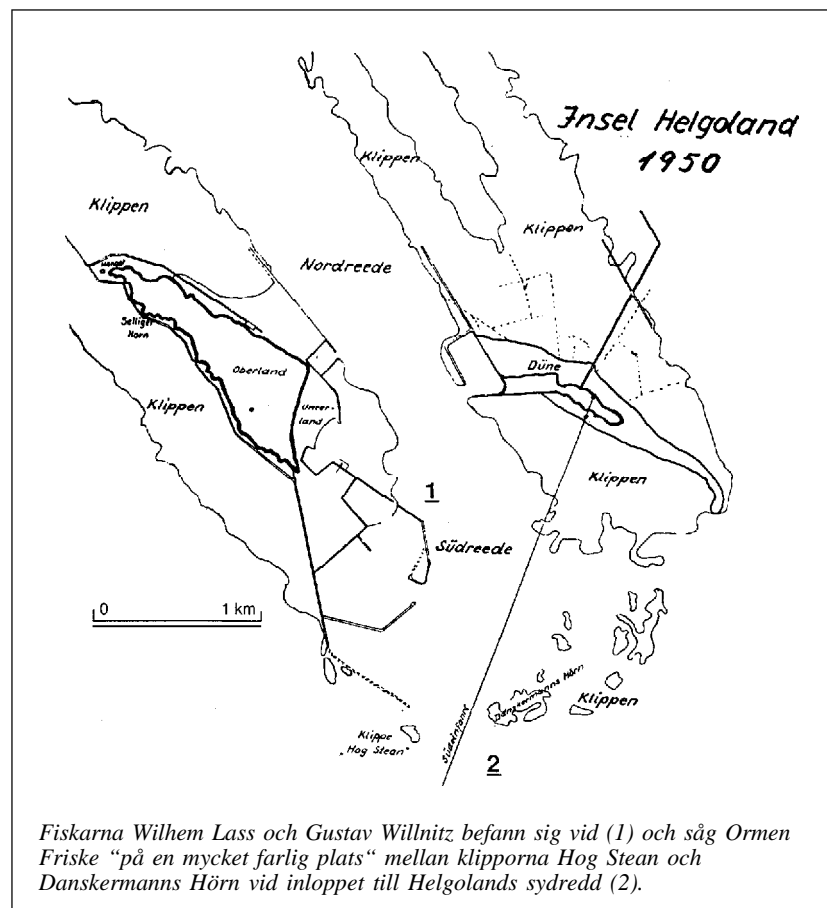 Insel Helgoland
1950
Klippen
Klippen
Klippen
Nordreede
Selliger
Horn
Oberland
Düne
Unter-
land
Klippen
Klippen
1
Südreede
0 1 km
Danskermanns Hörn
Klippen
Klippe
„Hog Stean"
Südeinfahrt
2
Fiskarna Wilhem Lass och Gustav Willnitz befann sig vid (1) och såg Ormen
Friske “på en mycket farlig plats“ mellan klipporna Hog Stean och
Danskermanns Hörn vid inloppet till Helgolands sydredd (2).